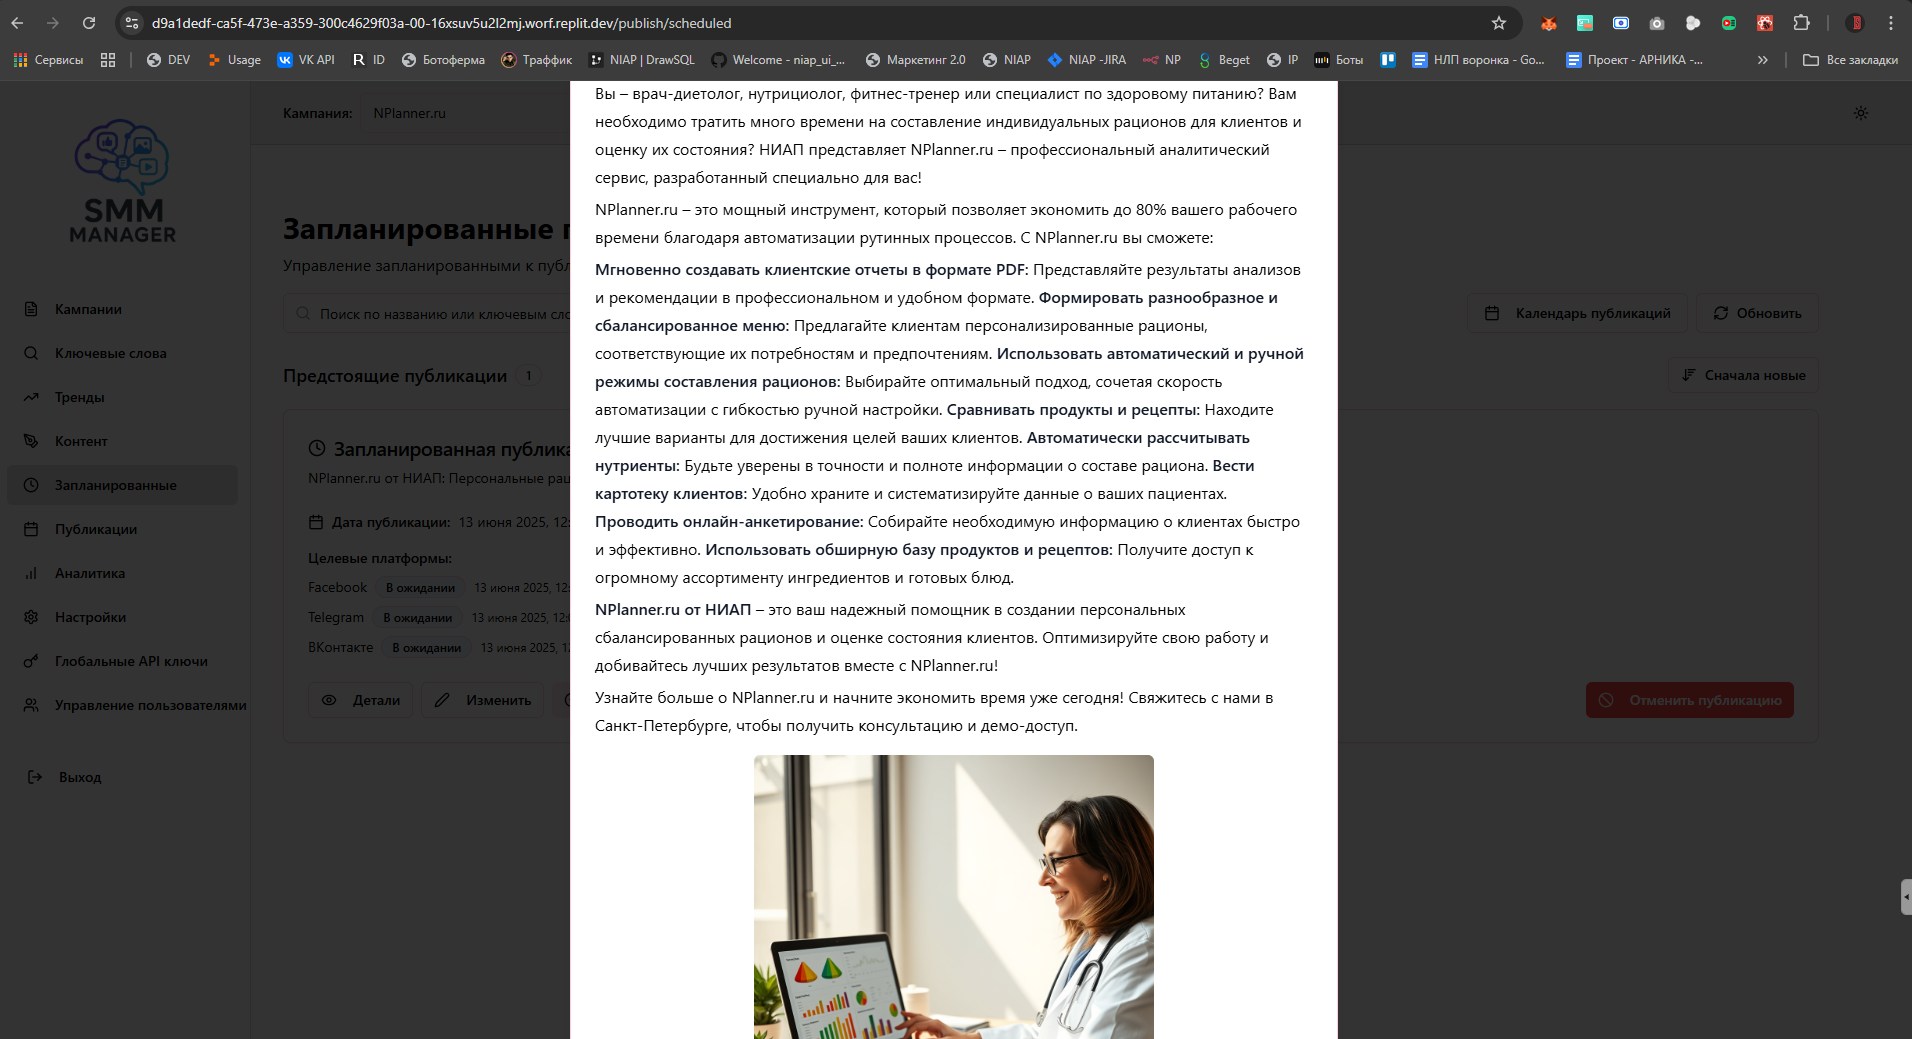 d9a1dedf-ca5f-473e-a359-300c4629f03a-00-16xsuv5u2l2mj.worf.replit.dev/publish/scheduled
Сервисы DEV Usage VK API ID Ботоферма Траффик NIAP | DrawSQL Welcome - niap_ui_... Маркетинг 2.0 NIAP NIAP -JIRA NP Beget IP Боты НЛП воронка - Go... Проект - АРНИКА -... » Все закладки
SMM
MANAGER
Кампании
Ключевые слова
Тренды
Контент
Запланированные
Публикации
Аналитика
Настройки
Глобальные API ключи
Управление пользователями
Выход
Кампания: NPlanner.ru
Запланированные
Управление запланированными к публ
Поиск по названию или ключевым сло
Календарь публикаций
Обновить
Предстоящие публикации 1
Сначала новые
Запланированная публика
NPlanner.ru от НИАП: Персональные рац
Дата публикации: 13 июня 2025, 12:
Целевые платформы:
Facebook В ожидании 13 июня 2025, 12:
Telegram В ожидании 13 июня 2025, 12:
ВКонтакте В ожидании 13 июня 2025, 1
Детали
Изменить
Отменить публикацию
Вы – врач-диетолог, нутрициолог, фитнес-тренер или специалист по здоровому питанию? Вам
необходимо тратить много времени на составление индивидуальных рационов для клиентов и
оценку их состояния? НИАП представляет NPlanner.ru – профессиональный аналитический
сервис, разработанный специально для вас!
NPlanner.ru – это мощный инструмент, который позволяет экономить до 80% вашего рабочего
времени благодаря автоматизации рутинных процессов. С NPlanner.ru вы сможете:
Мгновенно создавать клиентские отчеты в формате PDF: Представляйте результаты анализов
и рекомендации в профессиональном и удобном формате. Формировать разнообразное и
сбалансированное меню: Предлагайте клиентам персонализированные рационы,
соответствующие их потребностям и предпочтениям. Использовать автоматический и ручной
режимы составления рационов: Выбирайте оптимальный подход, сочетая скорость
автоматизации с гибкостью ручной настройки. Сравнивать продукты и рецепты: Находите
лучшие варианты для достижения целей ваших клиентов. Автоматически рассчитывать
нутриенты: Будьте уверены в точности и полноте информации о составе рациона. Вести
картотеку клиентов: Удобно храните и систематизируйте данные о ваших пациентах.
Проводить онлайн-анкетирование: Собирайте необходимую информацию о клиентах быстро
и эффективно. Использовать обширную базу продуктов и рецептов: Получите доступ к
огромному ассортименту ингредиентов и готовых блюд.
NPlanner.ru от НИАП – это ваш надежный помощник в создании персональных
сбалансированных рационов и оценке состояния клиентов. Оптимизируйте свою работу и
добивайтесь лучших результатов вместе с NPlanner.ru!
Узнайте больше о NPlanner.ru и начните экономить время уже сегодня! Свяжитесь с нами в
Санкт-Петербурге, чтобы получить консультацию и демо-доступ.